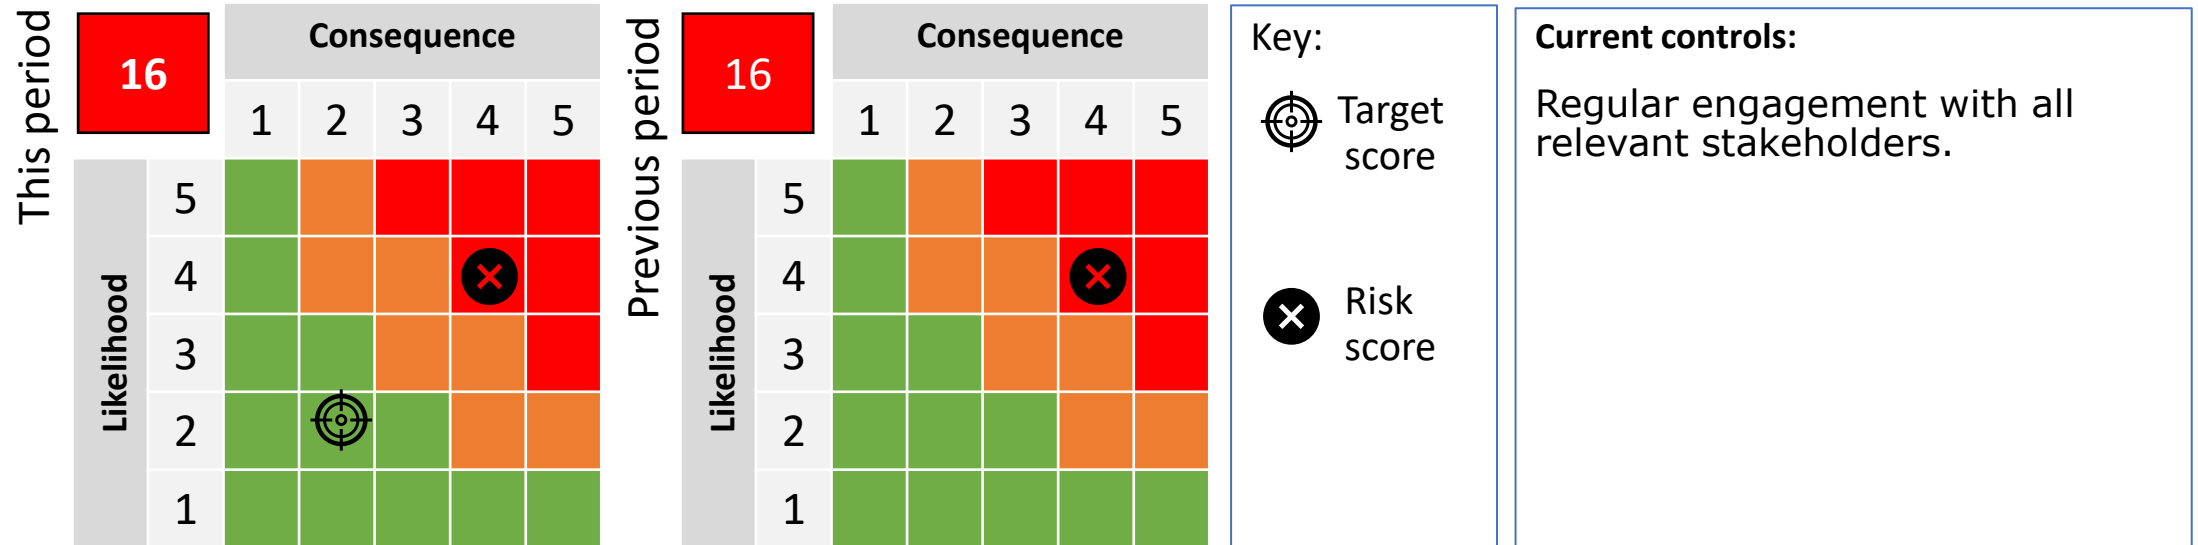 This period
16
Consequence
1 2 3 4 5
Likelihood
5
4
3
2
1
Previous period
16
Consequence
1 2 3 4 5
Likelihood
5
4
3
2
1
Key:
Target
score
Risk
score
Current controls:
Regular engagement with all
relevant stakeholders.